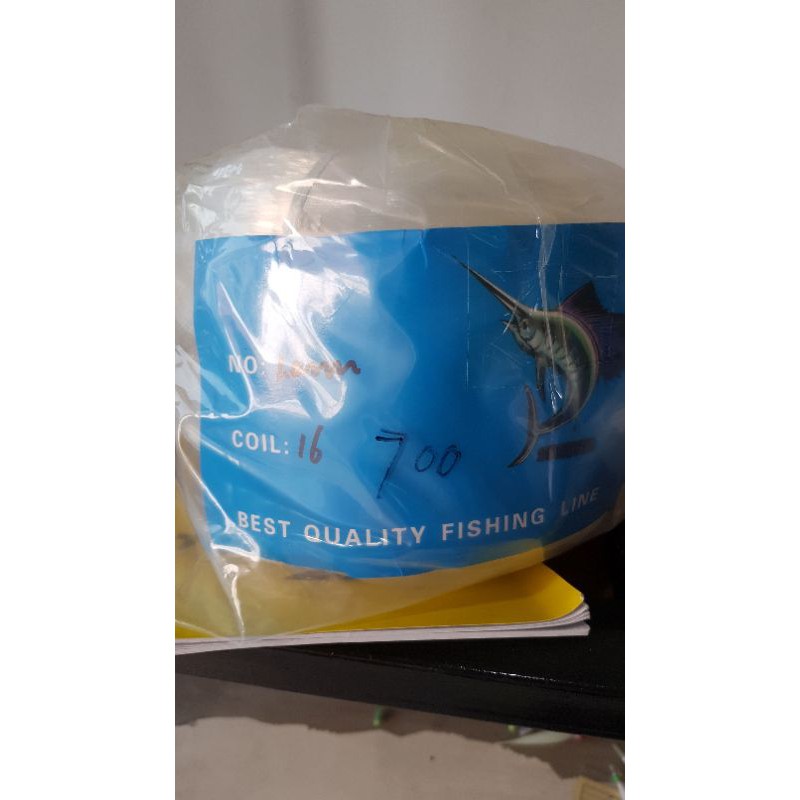 NO:
COIL: 16 700
BEST QUALITY FISHING LINE